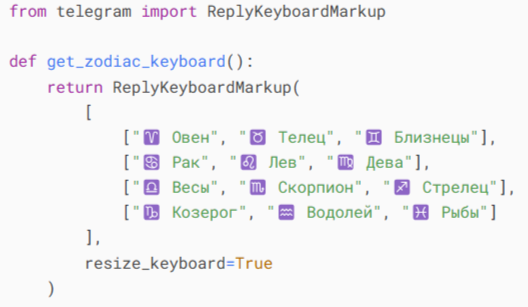 from telegram import ReplyKeyboardMarkup
def get_zodiac_keyboard():
    return ReplyKeyboardMarkup(
        [
            ["♈ Овен", "♉ Телец", "♊ Близнецы"],
            ["♋ Рак", "♌ Лев", "♍ Дева"],
            ["♎ Весы", "♏ Скорпион", "♐ Стрелец"],
            ["♑ Козерог", "♒ Водолей", "♓ Рыбы"]
        ],
        resize_keyboard=True
    )